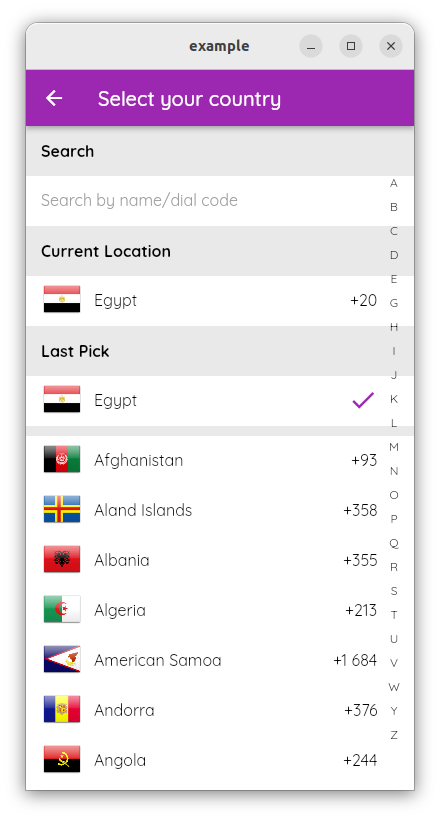 example
Select your country
Search
Search by name/dial code
Current Location
Egypt +20
Last Pick
Egypt
Afghanistan +93
Aland Islands +358
Albania +355
Algeria +213
American Samoa +1 684
Andorra +376
Angola +244
A
B
C
D
E
G
H
I
J
K
L
M
N
O
P
Q
R
S
T
U
V
W
Y
Z